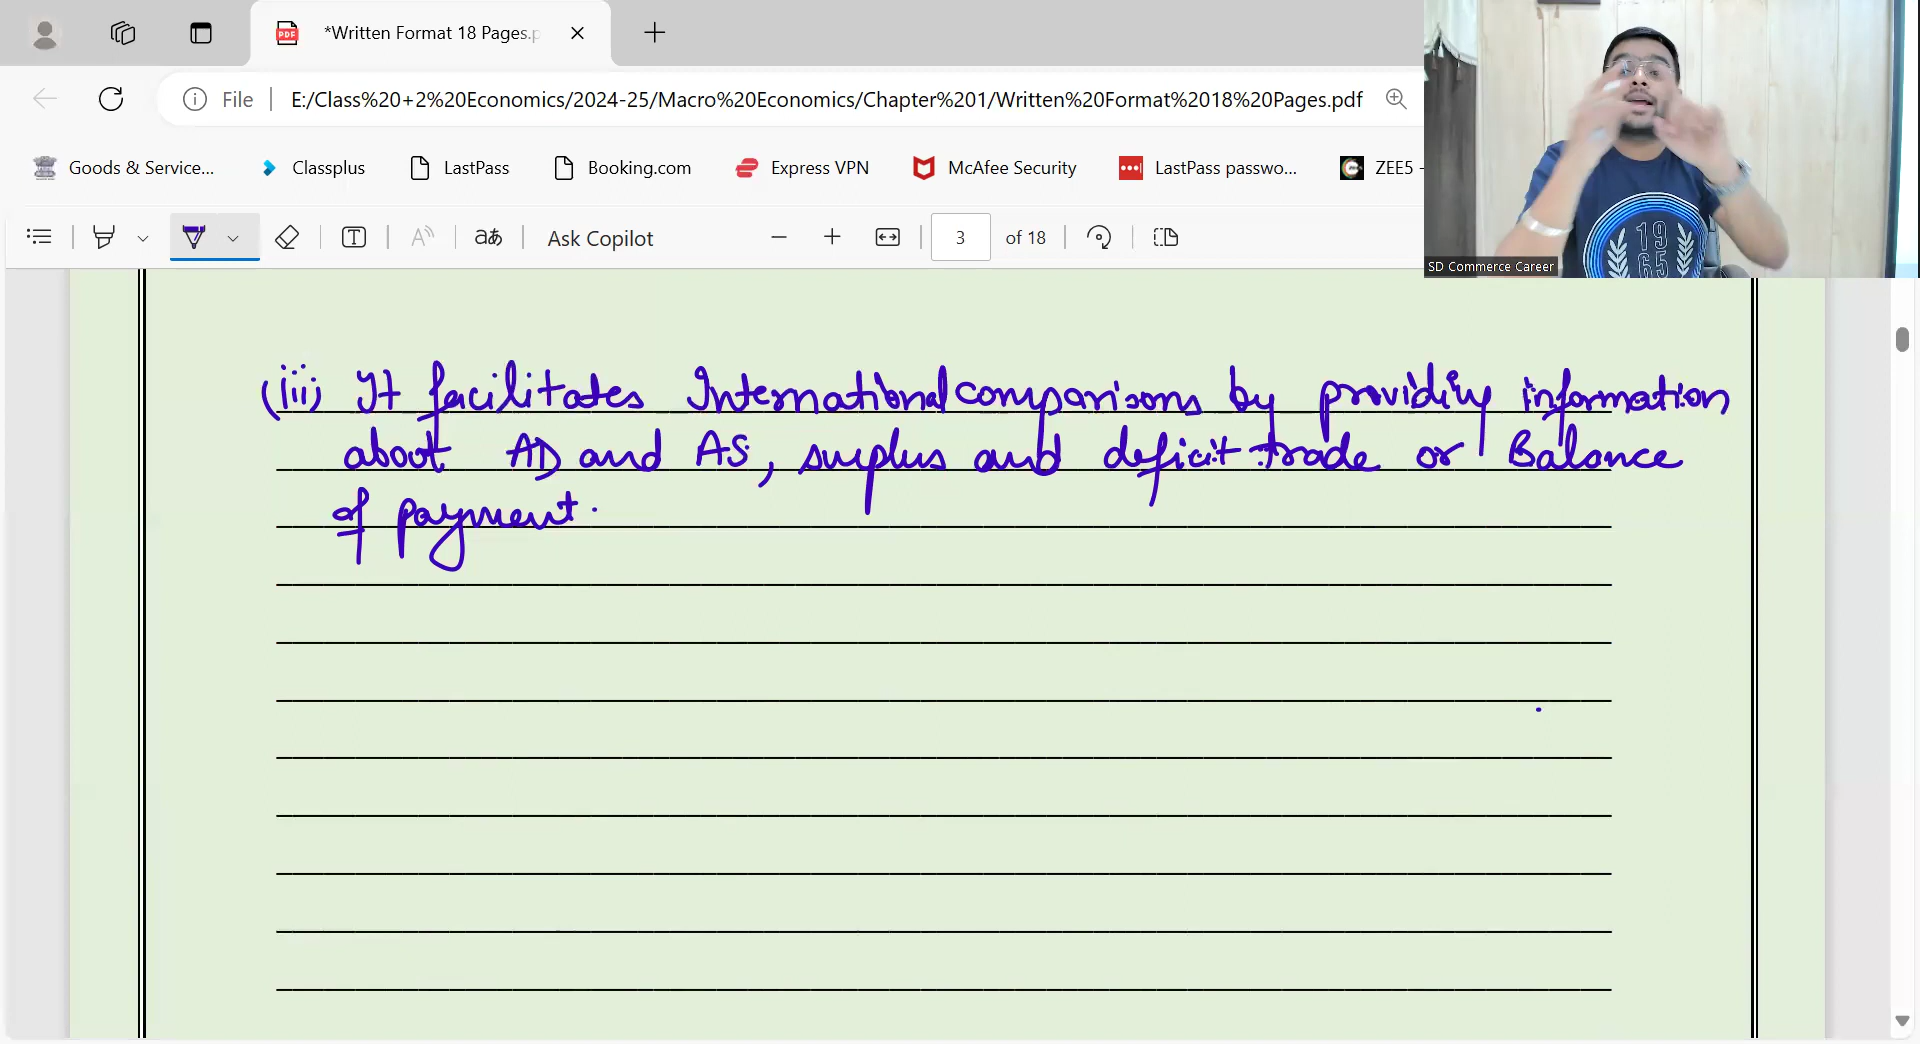 *Written Format 18 Pages.p
File
E:/Class%20+2%20Economics/2024-25/Macro%20Economics/Chapter%201/Written%20Format%2018%20Pages.pdf
Goods & Service...
Classplus
LastPass
Booking.com
Express VPN
McAfee Security
LastPass passwo...
ZEE5 -
Ask Copilot
3
of 18
19
65
SD Commerce Career
(iii) It facilitates International comparisons by providing information
about AD and AS, surplus and deficit trade or Balance
of payment.